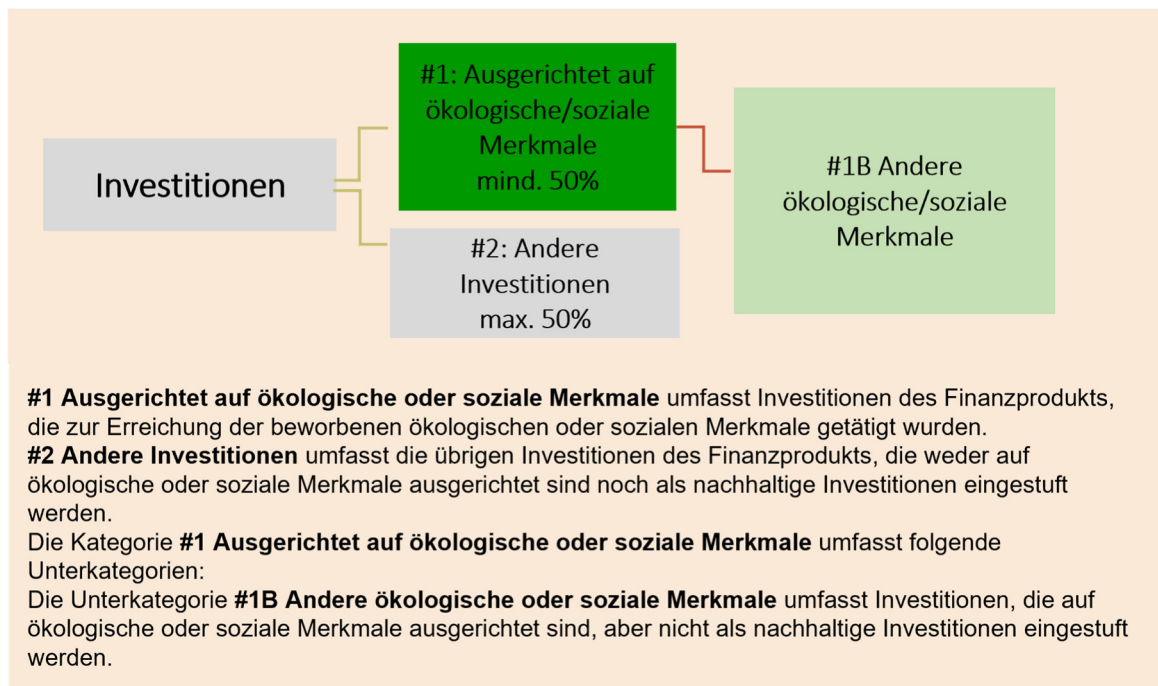 Investitionen
#1: Ausgerichtet auf
ökologische/soziale
Merkmale
mind. 50%
#2: Andere
Investitionen
max. 50%
#1B Andere
ökologische/soziale
Merkmale
#1 Ausgerichtet auf ökologische oder soziale Merkmale umfasst Investitionen des Finanzprodukts,
die zur Erreichung der beworbenen ökologischen oder sozialen Merkmale getätigt wurden.
#2 Andere Investitionen umfasst die übrigen Investitionen des Finanzprodukts, die weder auf
ökologische oder soziale Merkmale ausgerichtet sind noch als nachhaltige Investitionen eingestuft
werden.
Die Kategorie #1 Ausgerichtet auf ökologische oder soziale Merkmale umfasst folgende
Unterkategorien:
Die Unterkategorie #1B Andere ökologische oder soziale Merkmale umfasst Investitionen, die auf
ökologische oder soziale Merkmale ausgerichtet sind, aber nicht als nachhaltige Investitionen eingestuft
werden.